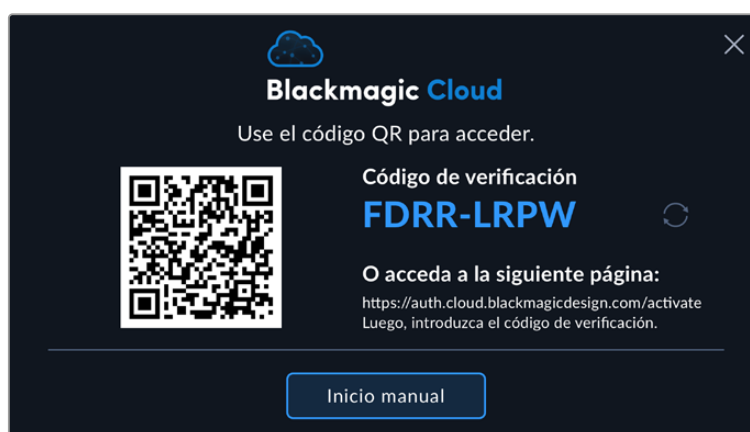 Blackmagic Cloud
Use el código QR para acceder.
Código de verificación
FDRR-LRPW
O acceda a la siguiente página:
https://auth.cloud.blackmagicdesign.com/activate
Luego, introduzca el código de verificación.
Inicio manual